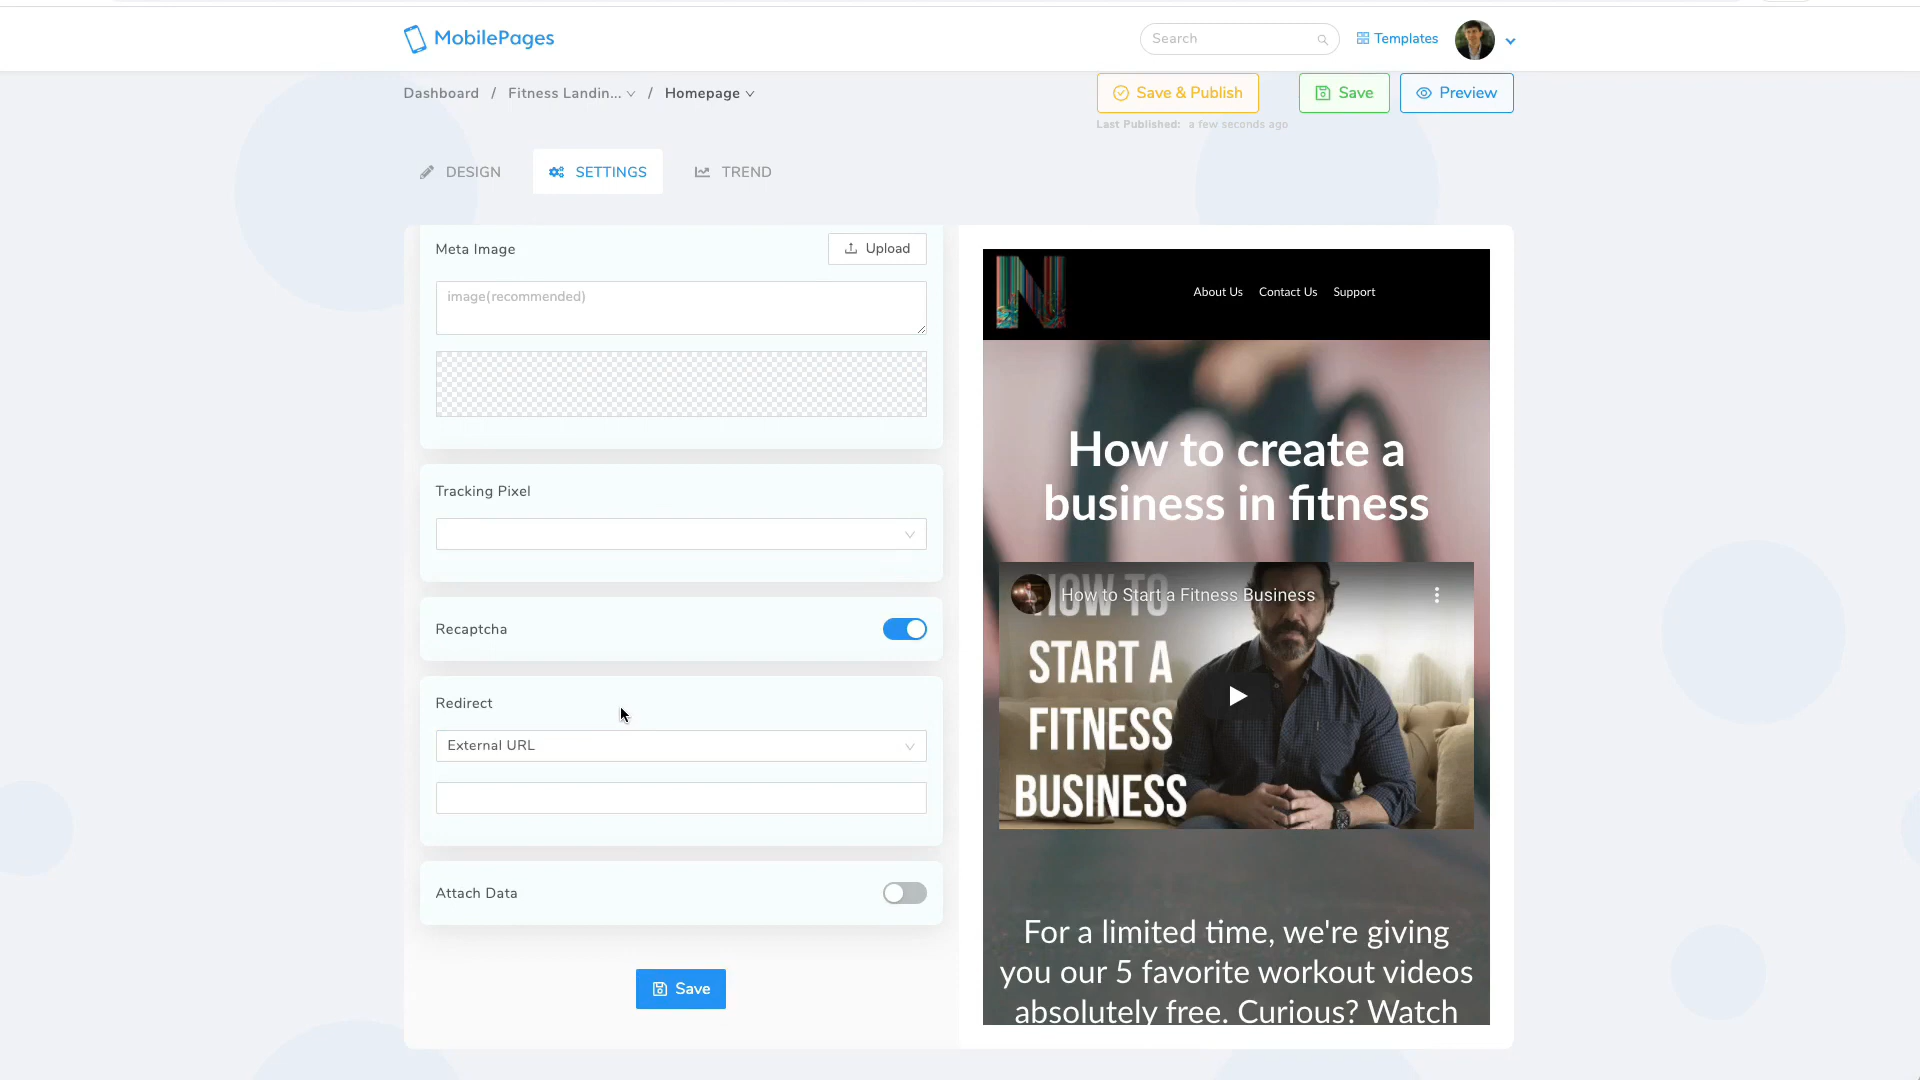 MobilePages
Search
Templates
Dashboard / Fitness Landin... / Homepage
Save & Publish
Save
Preview
Last Published: a few seconds ago
DESIGN
SETTINGS
TREND
Meta Image
Upload
image(recommended)
Tracking Pixel
Recaptcha
Redirect
External URL
Attach Data
Save
N
About Us
Contact Us
Support
How to create a
business in fitness
How to Start a Fitness Business
HOW TO
START A
FITNESS
BUSINESS
For a limited time, we're giving
you our 5 favorite workout videos
absolutely free. Curious? Watch